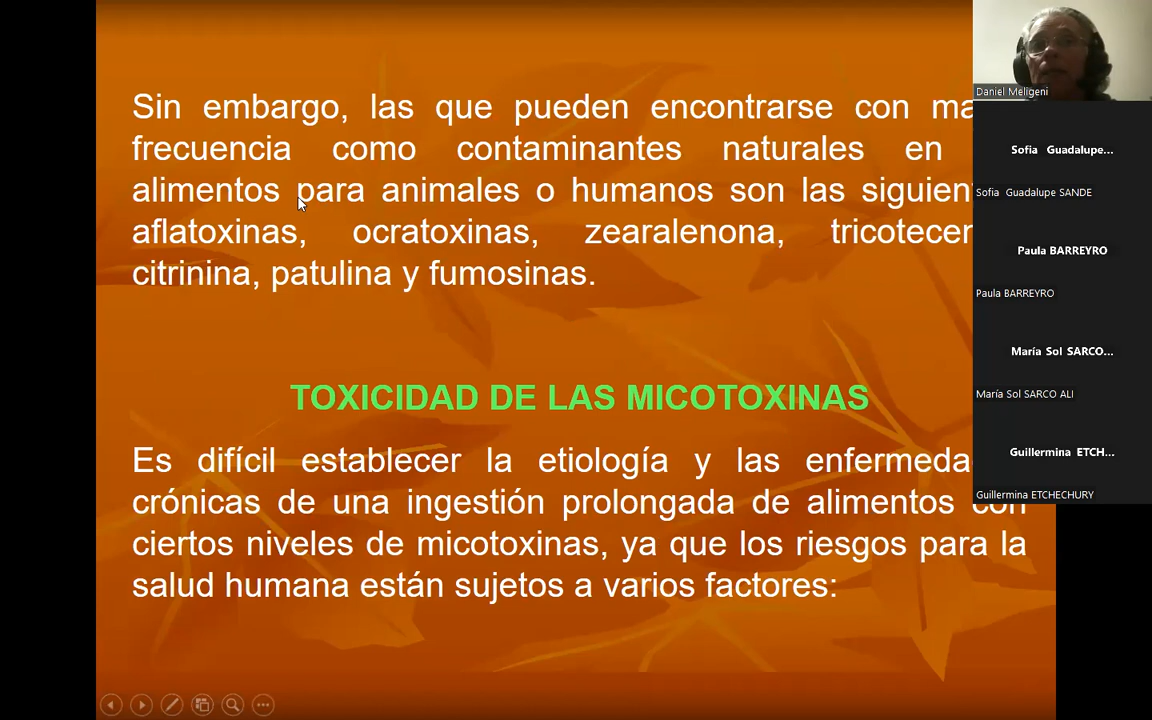 Sin embargo, las que pueden encontrarse con
frecuencia como contaminantes naturales en
alimentos para animales o humanos son las
aflatoxinas, ocratoxinas, zearalenona,
citrinina, patulina y fumosinas.
TOXICIDAD DE LAS MICOTOXINAS
Es difícil establecer la etiología y las
crónicas de una ingestión prolongada de alimentos con
ciertos niveles de micotoxinas, ya que los riesgos para la
salud humana están sujetos a varios factores:
Daniel Meligeni
Sofia Guadalupe...
Sofia Guadalupe SANDE
Paula BARREYRO
Paula BARREYRO
María Sol SARCO...
María Sol SARCO ALI
Guillermina ETCH...
Guillermina ETCHECHURY